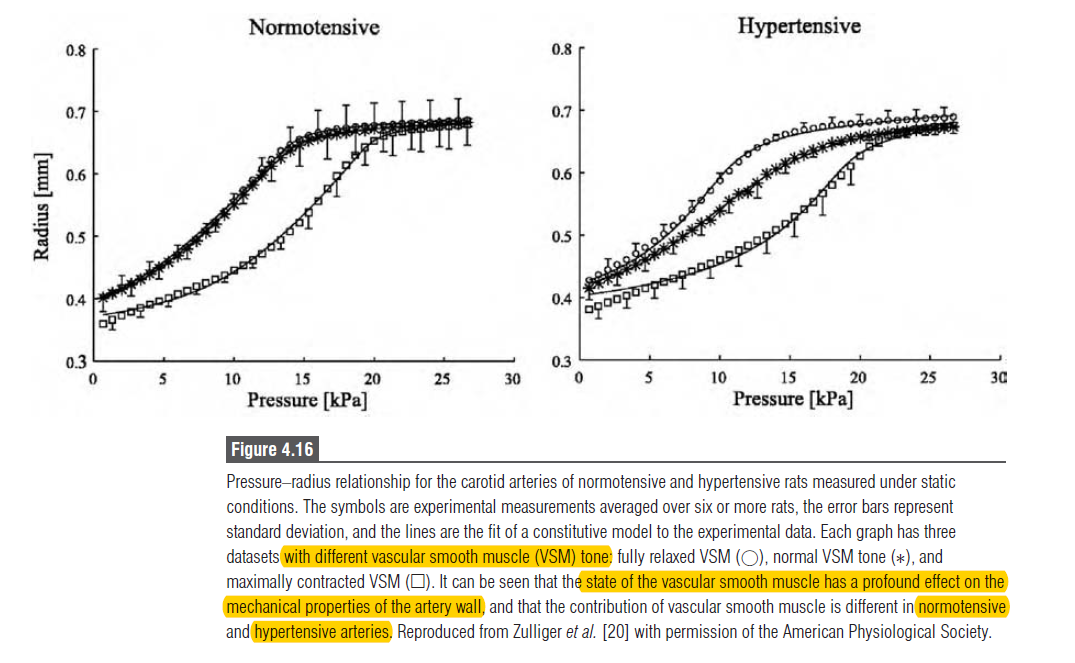 Normotensive
0.8
0.7
0.6
0.5
0.4
0.3
Radius [mm]
0 5 10 15 20 25 30
Pressure [kPa]
Hypertensive
0.8
0.7
0.6
0.5
0.4
0.3
0 5 10 15 20 25 30
Pressure [kPa]
Figure 4.16
Pressure–radius relationship for the carotid arteries of normotensive and hypertensive rats measured under static
conditions. The symbols are experimental measurements averaged over six or more rats, the error bars represent
standard deviation, and the lines are the fit of a constitutive model to the experimental data. Each graph has three
datasets with different vascular smooth muscle (VSM) tone: fully relaxed VSM (○), normal VSM tone (∗), and
maximally contracted VSM (□). It can be seen that the state of the vascular smooth muscle has a profound effect on the
mechanical properties of the artery wall, and that the contribution of vascular smooth muscle is different in normotensive
and hypertensive arteries. Reproduced from Zulliger et al. [20] with permission of the American Physiological Society.